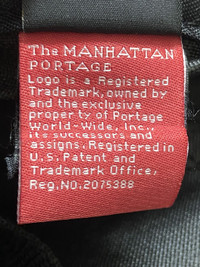 The MANHATTAN
PORTAGE
Logo is a Registered
Trademark, owned by
and the exclusive
property of Portage
World-Wide, Inc.,
its successors and
assigns. Registered in
U.S. Patent and
Trademark Office,
Reg.NO.2075388